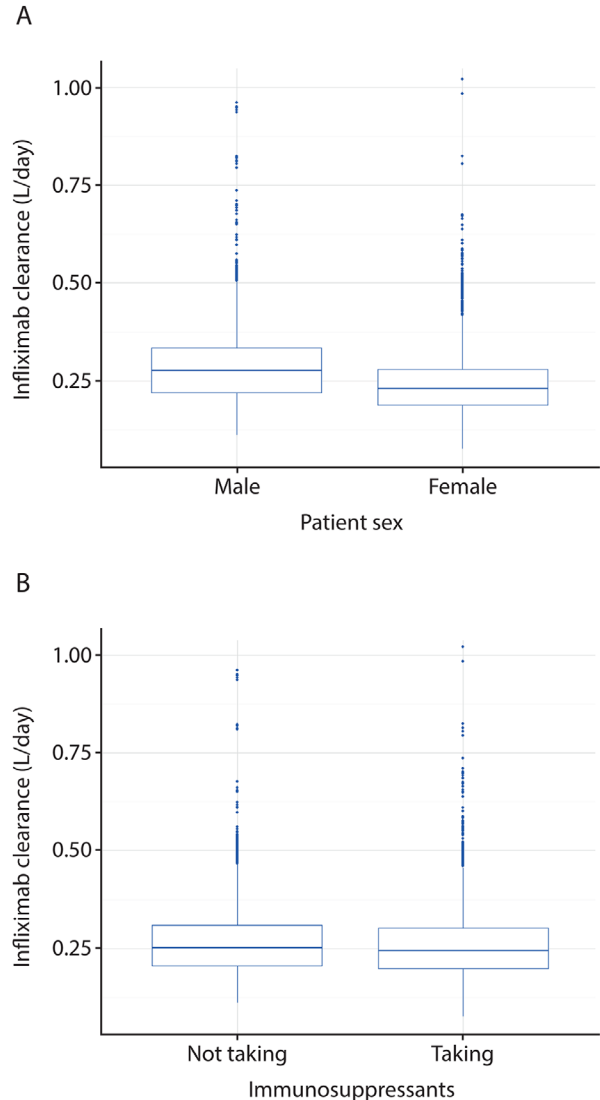 A
Infliximab clearance (L/day)
1.00
0.75
0.50
0.25
Male Female
Patient sex
B
Infliximab clearance (L/day)
1.00
0.75
0.50
0.25
Not taking Taking
Immunosuppressants